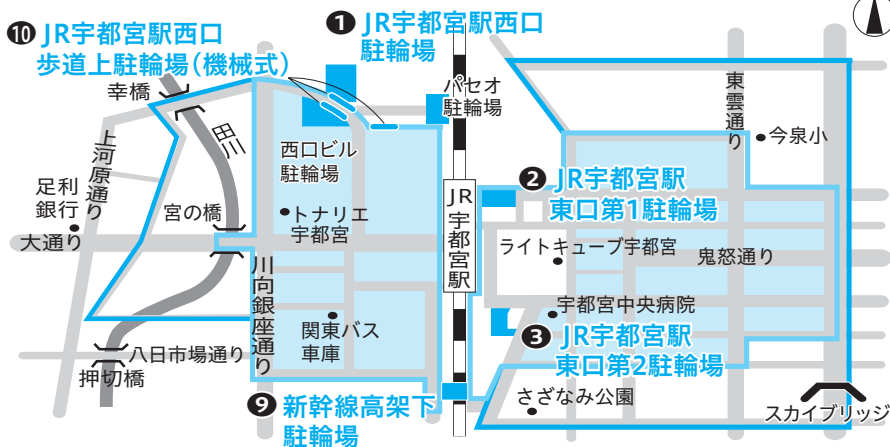 ❿ JR宇都宮駅西口
歩道上駐輪場(機械式)
❶ JR宇都宮駅西口
駐輪場
幸橋
田川
上河原通り
足利
銀行
大通り
宮の橋
西口ビル
駐輪場
トナリエ
宇都宮
川向銀座通り
関東バス
車庫
八日市場通り
押切橋
❾ 新幹線高架下
駐輪場
パセオ
駐輪場
JR宇都宮駅
東雲通り
今泉小
❷ JR宇都宮駅
東口第1駐輪場
ライトキューブ宇都宮
鬼怒通り
宇都宮中央病院
❸ JR宇都宮駅
東口第2駐輪場
さざなみ公園
スカイブリッジ